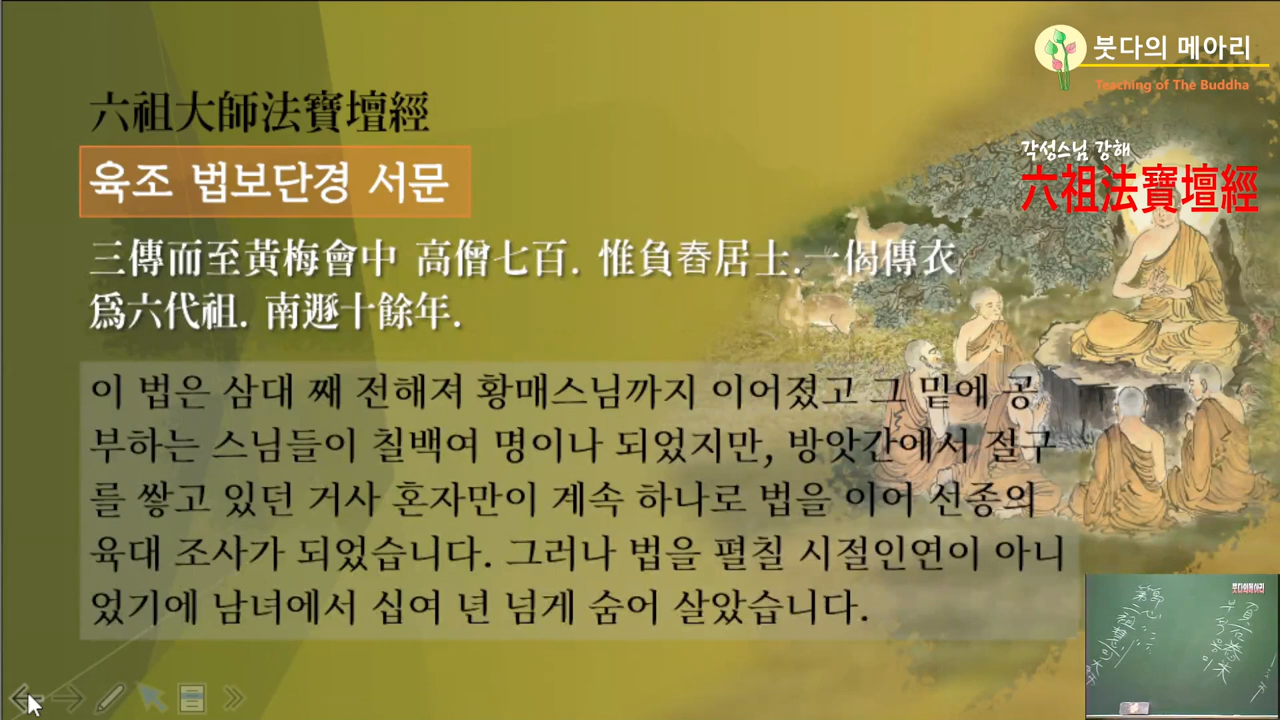 붓다의 메아리
Teaching of The Buddha
각성스님 강해
六祖法寶壇經
六祖大師法寶壇經
육조 법보단경 서문
三傳而至黃梅會中 高僧七百. 惟負舂居士.一偈傳衣
爲六代祖. 南遯十餘年.
이 법은 삼대 째 전해져 황매스님까지 이어졌고 그 밑에 공
부하는 스님들이 칠백여 명이나 되었지만, 방앗간에서 절구
를 쌓고 있던 거사 혼자만이 계속 하나로 법을 이어 선종의
육대 조사가 되었습니다. 그러나 법을 펼칠 시절인연이 아니
었기에 남녀에서 십여 년 넘게 숨어 살았습니다.
붓다의메아리